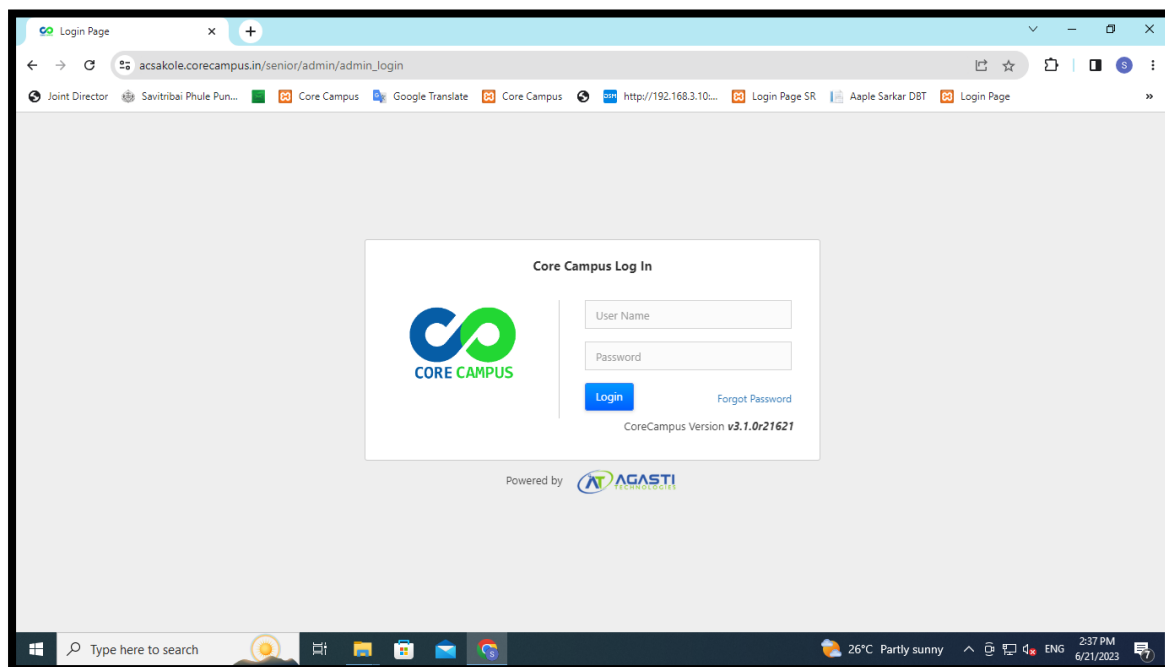 Login Page
acsakole.corecampus.in/senior/admin/admin_login
S
Joint Director Savitribai Phule Pun... Core Campus Google Translate Core Campus OSM http://192.168.3.10:... Login Page SR Aaple Sarkar DBT Login Page »
Core Campus Log In
User Name
CORE CAMPUS
Password
Login Forgot Password
CoreCampus Version v3.1.0r21621
Powered by AT AGASTI
TECHNOLOGIES
Type here to search 26°C Partly sunny ENG 2:37 PM
6/21/2023 7